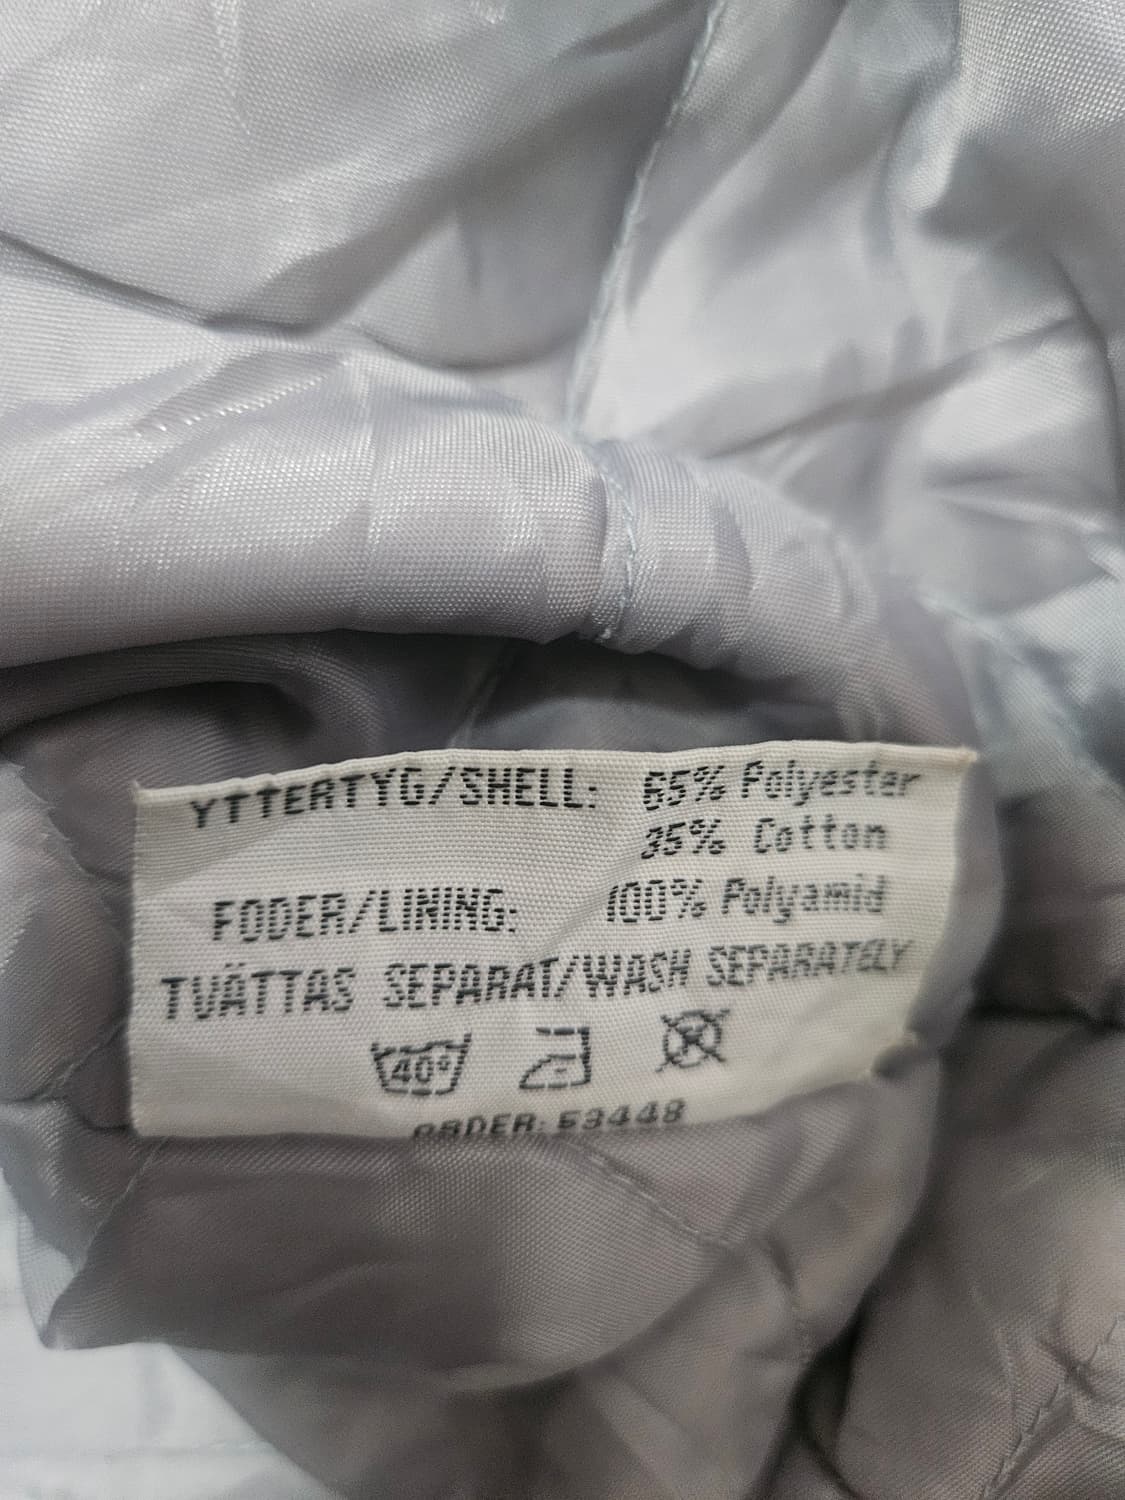 YTTERTYG/SHELL: 65% Polyester
35% Cotton
FODER/LINING: 100% Polyamid
TVÄTTAS SEPARAT/WASH SEPARATELY
40°
ORDER: 53448